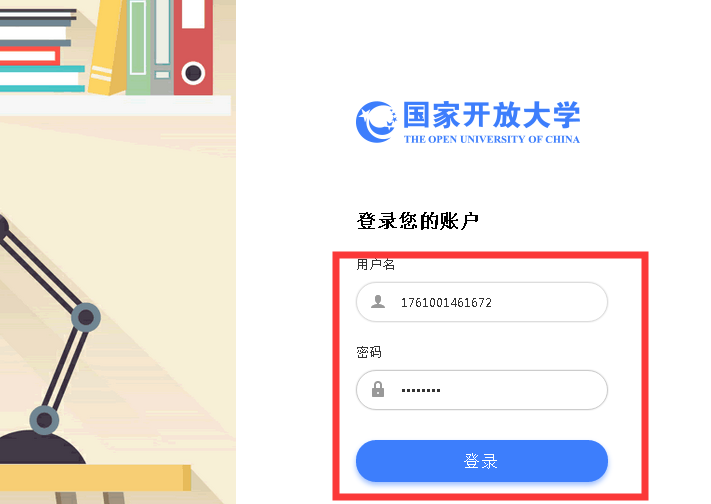 国家开放大学
THE OPEN UNIVERSITY OF CHINA
登录您的账户
用户名
1761001461672
密码
••••••••
登录